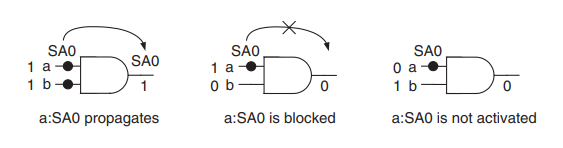 SA0
SA0
1 a
1 b
1
a:SA0 propagates
SA0
1 a
0 b
0
a:SA0 is blocked
SA0
0 a
1 b
0
a:SA0 is not activated